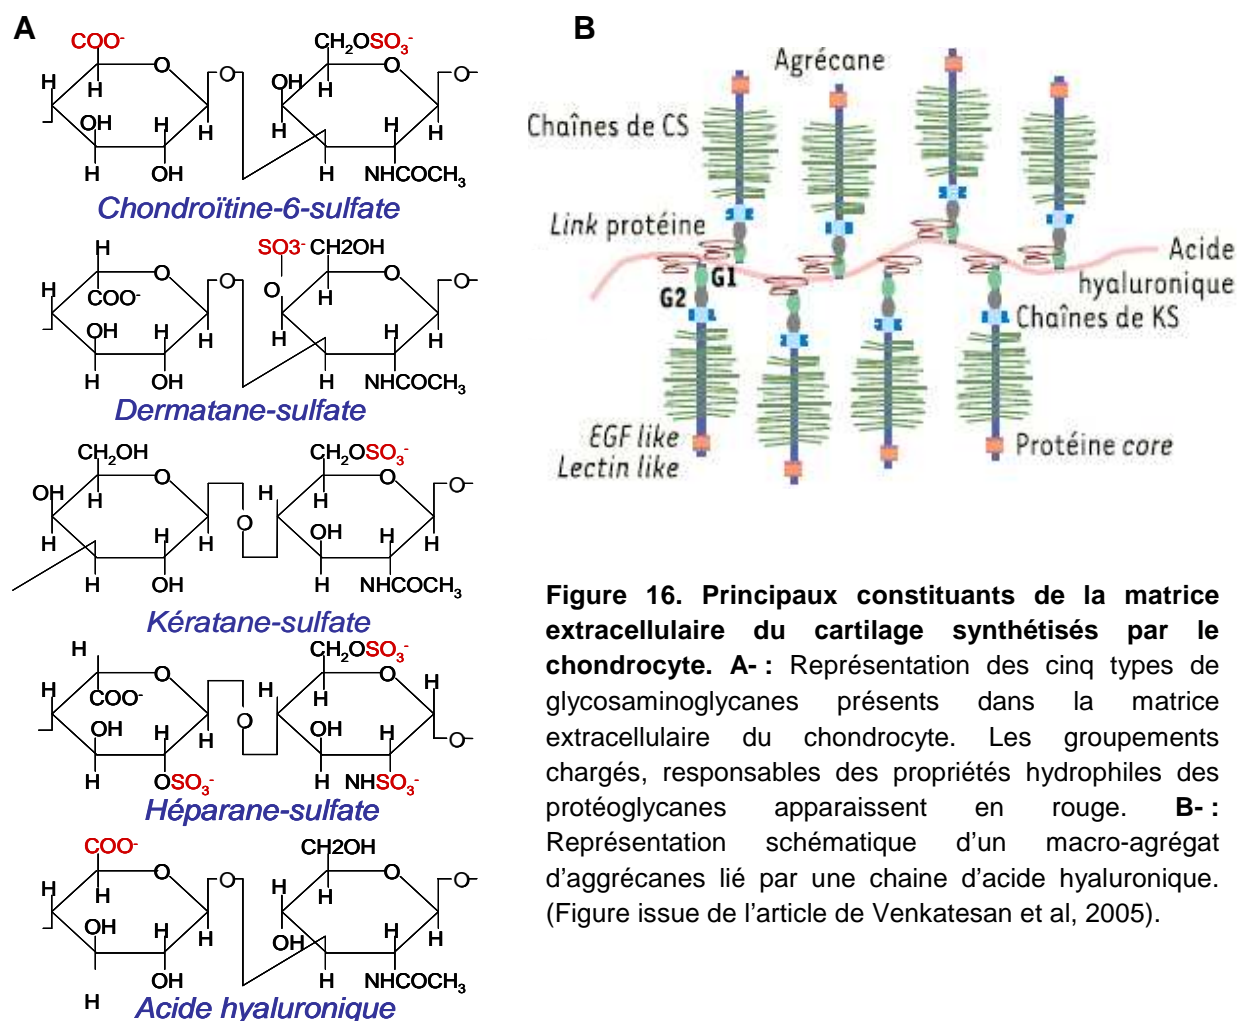 A
COO-
CH2OSO3-
H
H
O
O
OH
H
O
O
OH
H
H
H
H
H
H
OH
H
NHCOCH3
Chondroïtine-6-sulfate
H
SO3-
CH2OH
H
COO-
O
O
O
H
O
O
OH
H
H
H
H
H
H
OH
H
NHCOCH3
Dermatane-sulfate
CH2OH
CH2OSO3-
OH
H
O
H
H
O
O
H
H
H
O
OH
H
H
H
OH
H
NHCOCH3
Kératane-sulfate
H
CH2OSO3-
H
COO-
O
H
H
O
H
OH
H
H
O
OH
H
O
H
OSO3-
H
NHSO3-
Héparane-sulfate
COO-
CH2OH
H
H
O
O
H
H
O
O
OH
H
H
OH
H
H
OH
H
NHCOCH3
H
Acide hyaluronique
B
Agrécane
Chaînes de CS
Link protéine
Acide
hyaluronique
G1
G2
Chaînes de KS
EGF like
Lectin like
Protéine core
Figure 16. Principaux constituants de la matrice
extracellulaire du cartilage synthétisés par le
chondrocyte. A- : Représentation des cinq types de
glycosaminoglycanes présents dans la matrice
extracellulaire du chondrocyte. Les groupements
chargés, responsables des propriétés hydrophiles des
protéoglycanes apparaissent en rouge. B- :
Représentation schématique d'un macro-agrégat
d'aggrécanes lié par une chaine d'acide hyaluronique.
(Figure issue de l'article de Venkatesan et al, 2005).